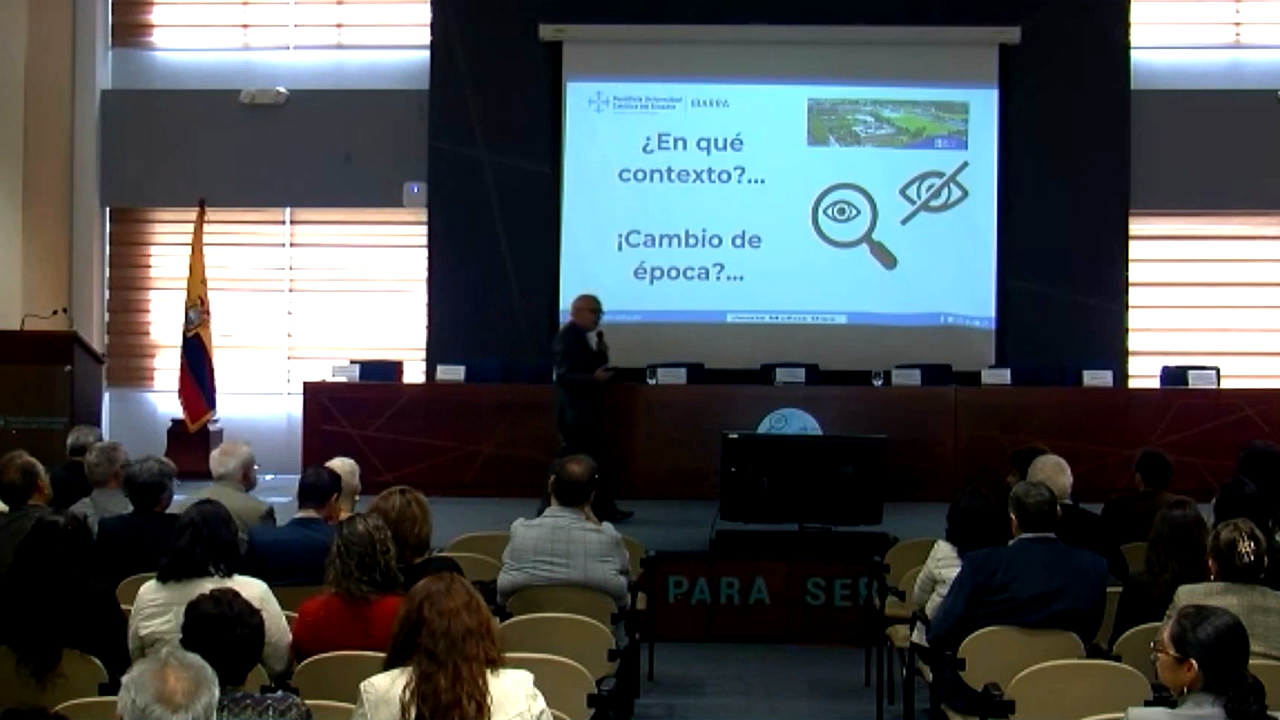 Pontificia Universidad
Católica del Ecuador
IBARRA
¿En qué
contexto?...
¡Cambio de
época?...
PARA SER